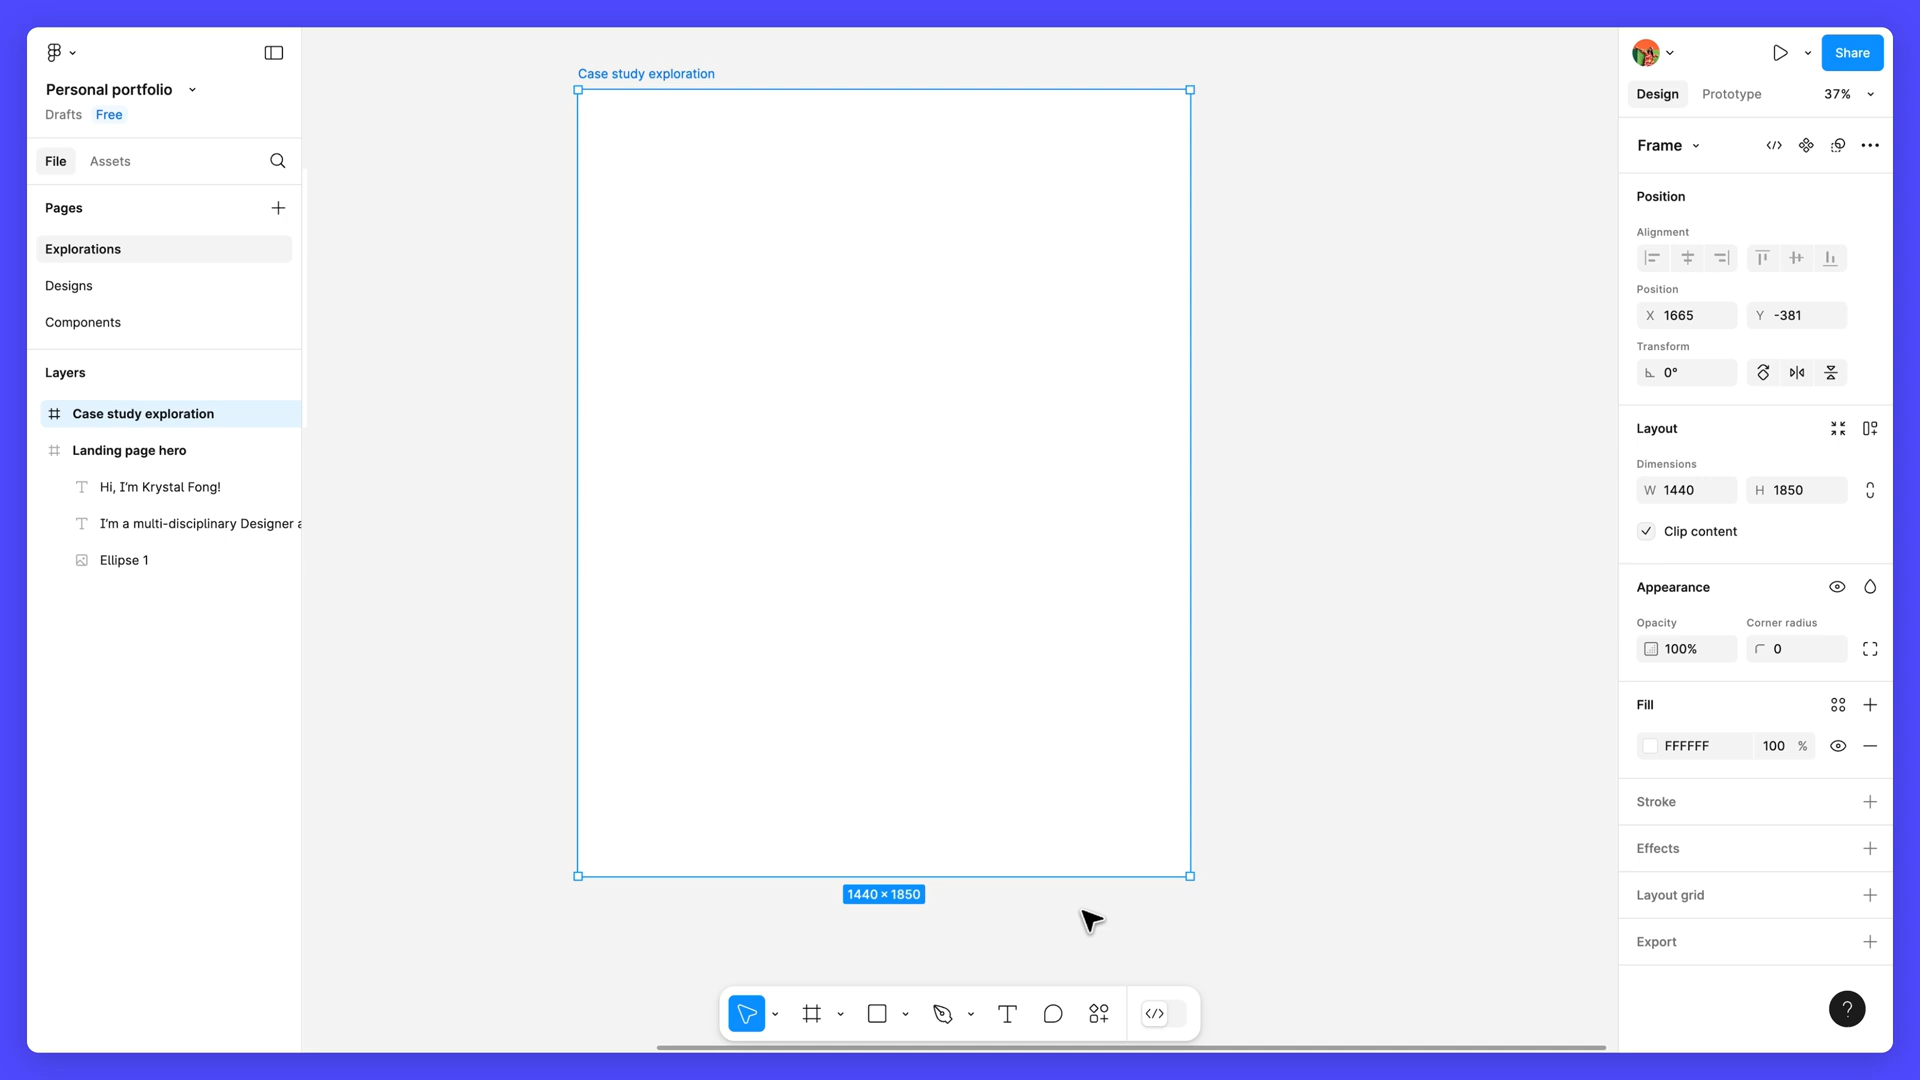 Personal portfolio
Drafts Free
File Assets
Pages
Explorations
Designs
Components
Layers
Case study exploration
Landing page hero
Hi, I'm Krystal Fong!
I'm a multi-disciplinary Designer a
Ellipse 1
Case study exploration
1440 × 1850
Share
Design Prototype 37%
Frame
Position
Alignment
Position
X 1665 Y -381
Transform
0°
Layout
Dimensions
W 1440 H 1850
Clip content
Appearance
Opacity Corner radius
100% 0
Fill
FFFFFF 100 %
Stroke
Effects
Layout grid
Export
?